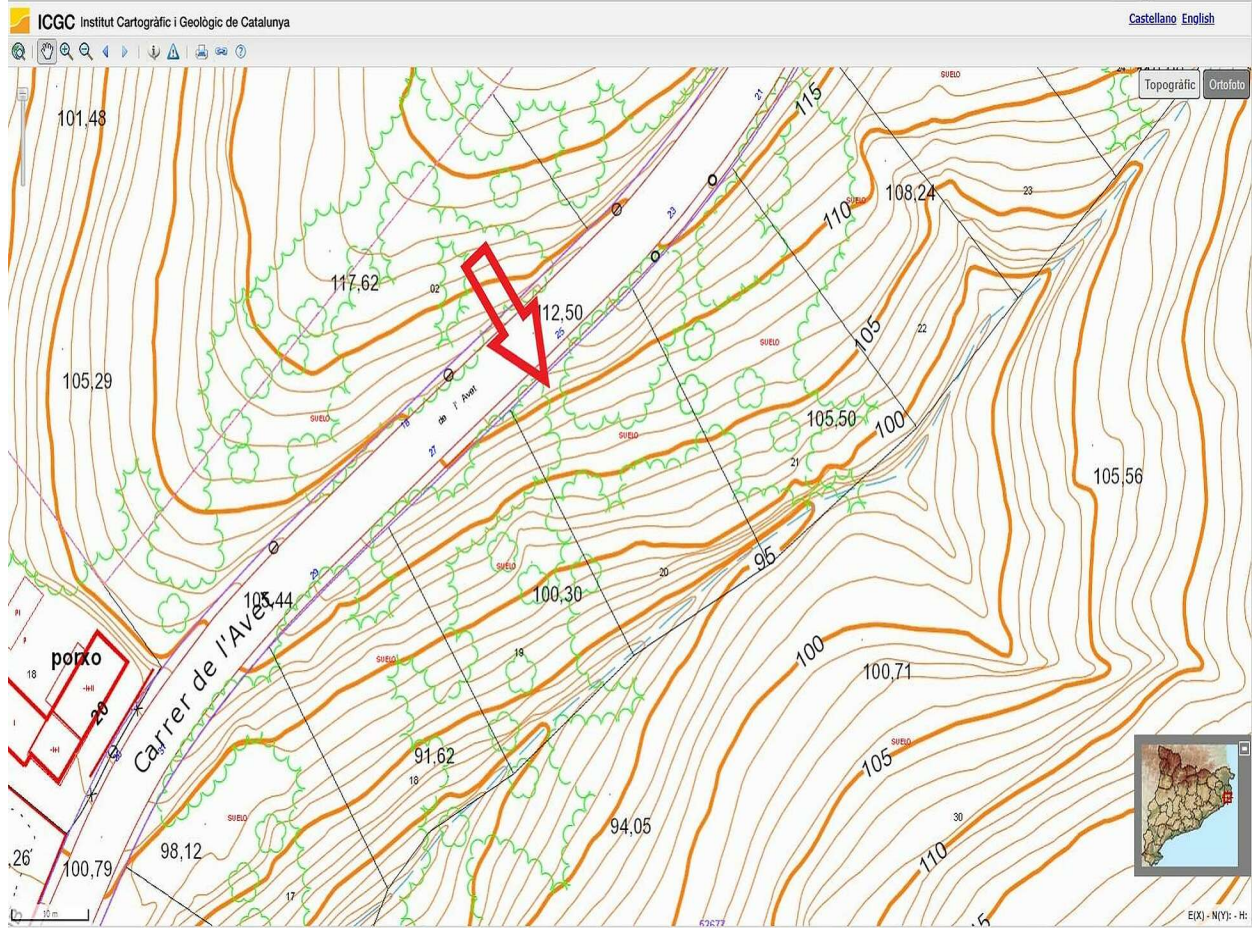 ICGC Institut Cartogràfic i Geològic de Catalunya
Castellano English
Topogràfic Ortofoto
SUELO
101,48
21
115
23
108,24
SUELO
110
23
117,62
02
112,50
25
SUELO
22
105
105,29
18
de l' Avet
SUELO
27
SUELO
105,50
100
21
105,56
29
SUELO
20
95
100,30
105,44
Carrer de l'Avet
porxo
18
20
SUELO
19
100
100,71
SUELO
105
91,62
18
SUELO
94,05
30
110
98,12
,26
100,79
17
10 m
52677
E(X) - N(Y): - H: